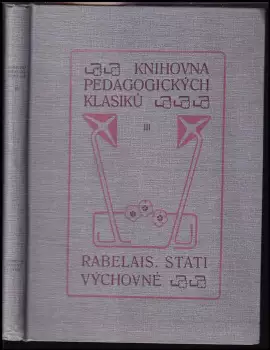 KNIHOVNA
PEDAGOGICKÝCH
KLASIKŮ
III
RABELAIS. STATI
VÝCHOVNÉ